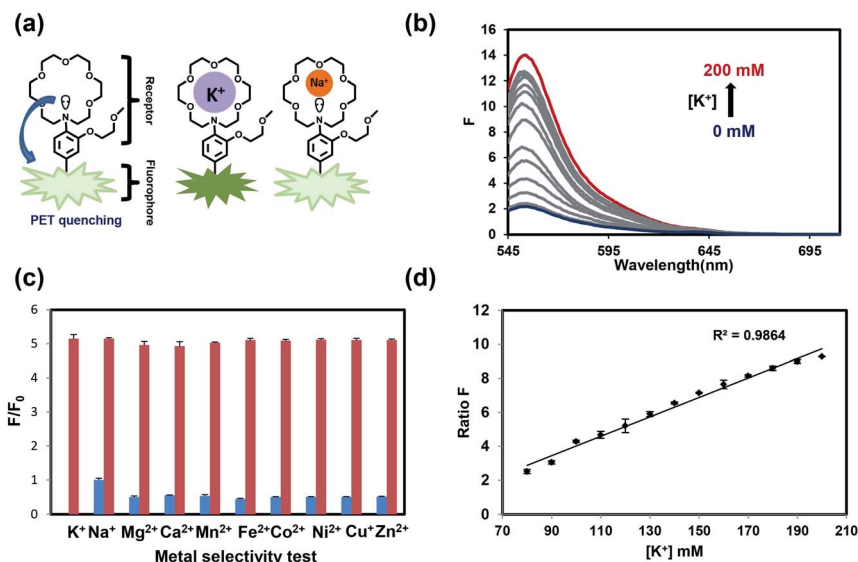 (a)
O
O
O
O
O
N
O
O
PET quenching
Receptor
Fluorophore
K⁺
O
O
O
O
O
N
O
O
Na⁺
O
O
O
O
O
N
O
O
(b)
F
16
14
12
10
8
6
4
2
0
200 mM
[K⁺]
0 mM
545
595
645
695
Wavelength(nm)
(c)
F/F₀
6
5
4
3
2
1
0
K⁺ Na⁺ Mg²⁺ Ca²⁺ Mn²⁺ Fe²⁺ Co²⁺ Ni²⁺ Cu⁺ Zn²⁺
Metal selectivity test
(d)
Ratio F
12
10
8
6
4
2
0
R² = 0.9864
70 90 110 130 150 170 190 210
[K⁺] mM